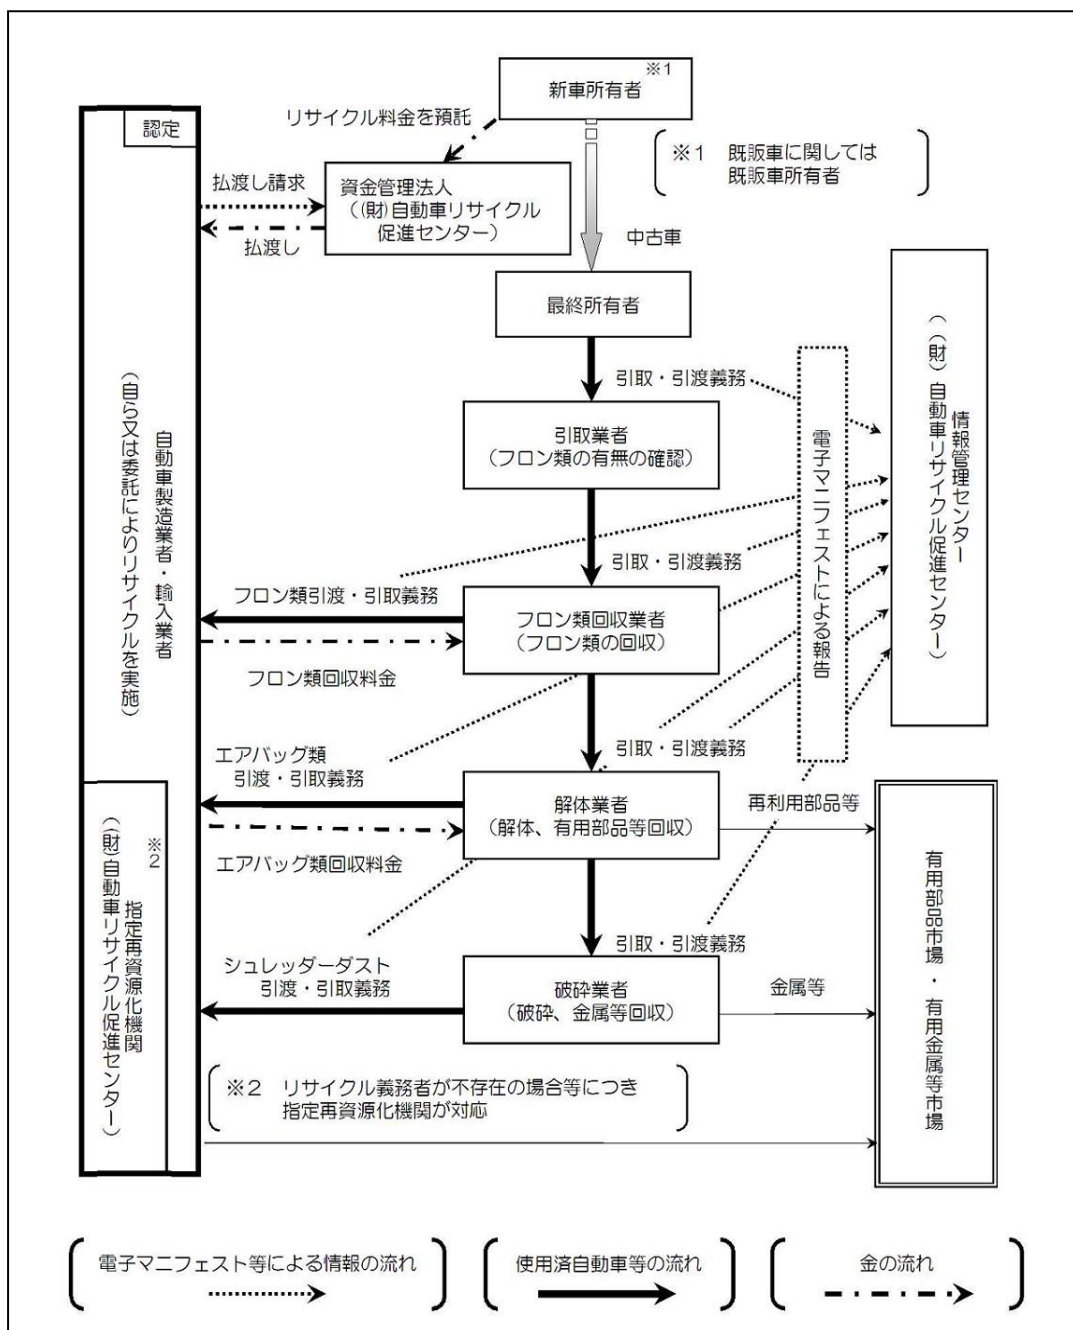 ※1
新車所有者
認定
リサイクル料金を預託
※1 既販車に関しては
既販車所有者
払渡し請求
資金管理法人
((財)自動車リサイクル
促進センター)
払渡し
中古車
最終所有者
引取・引渡義務
引取業者
(フロン類の有無の確認)
引取・引渡義務
電子マニフェストによる報告
情報管理センター
((財)自動車リサイクル促進センター)
自動車製造業者・輸入業者
(自ら又は委託によりリサイクルを実施)
フロン類引渡・引取義務
フロン類回収業者
(フロン類の回収)
フロン類回収料金
引取・引渡義務
エアバッグ類
引渡・引取義務
解体業者
(解体、有用部品等回収)
再利用部品等
エアバッグ類回収料金
※2
指定再資源化機関
((財)自動車リサイクル促進センター)
有用部品市場・有用金属等市場
引取・引渡義務
シュレッダーダスト
引渡・引取義務
破砕業者
(破砕、金属等回収)
金属等
※2 リサイクル義務者が不存在の場合等につき
指定再資源化機関が対応
電子マニフェスト等による情報の流れ
使用済自動車等の流れ
金の流れ